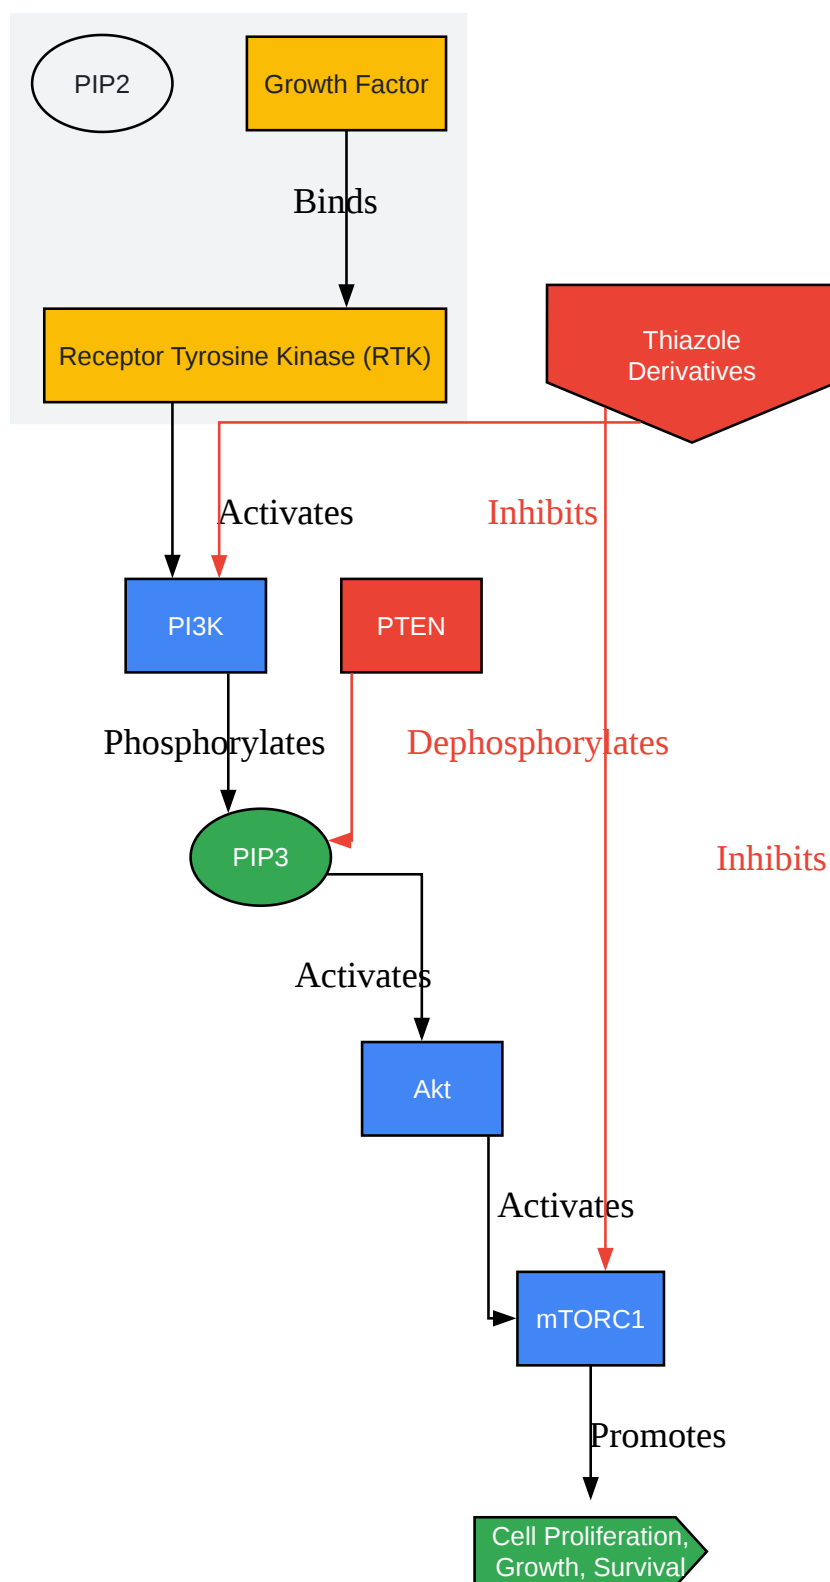 PIP2
Growth Factor
Binds
Receptor Tyrosine Kinase (RTK)
Thiazole
Derivatives
Activates
Inhibits
PI3K
PTEN
Phosphorylates
Dephosphorylates
PIP3
Inhibits
Activates
Akt
Activates
mTORC1
Promotes
Cell Proliferation,
Growth, Survival